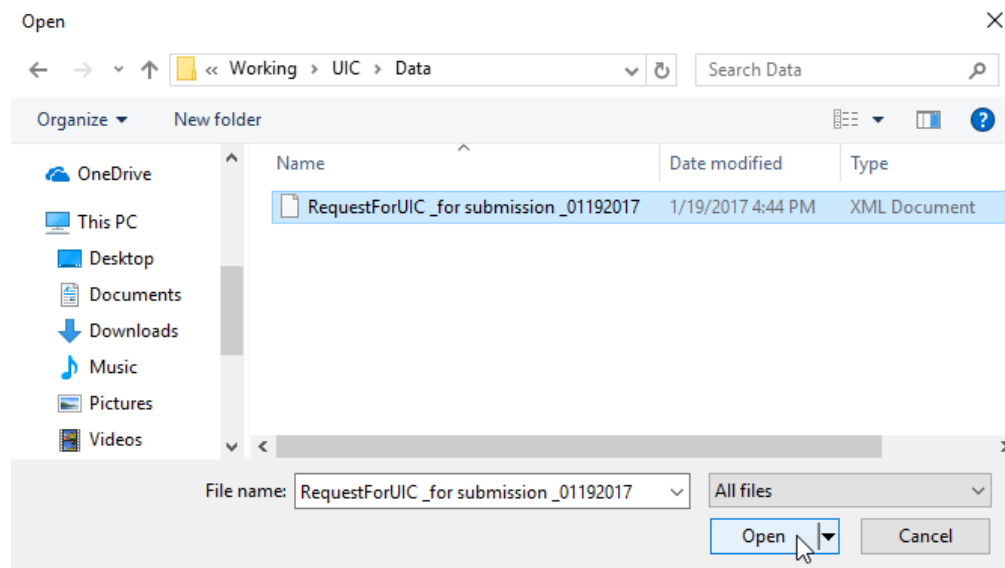 Open
« Working > UIC > Data
Search Data
Organize
New folder
Name
Date modified
Type
OneDrive
RequestForUIC _for submission _01192017
1/19/2017 4:44 PM
XML Document
This PC
Desktop
Documents
Downloads
Music
Pictures
Videos
File name: RequestForUIC _for submission _01192017
All files
Open
Cancel